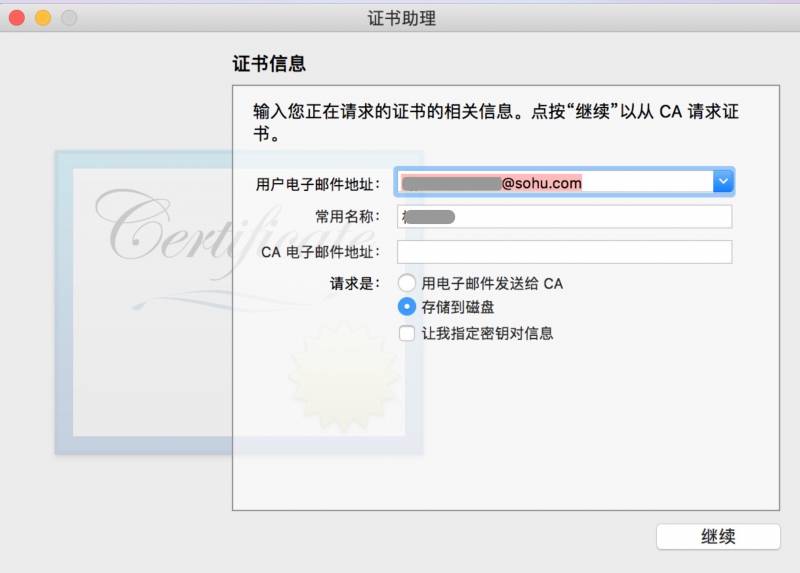 证书助理
证书信息
输入您正在请求的证书的相关信息。点按“继续”以从 CA 请求证
书。
用户电子邮件地址： @sohu.com
常用名称：
CA 电子邮件地址：
请求是： 用电子邮件发送给 CA
存储到磁盘
让我指定密钥对信息
Certificate
继续